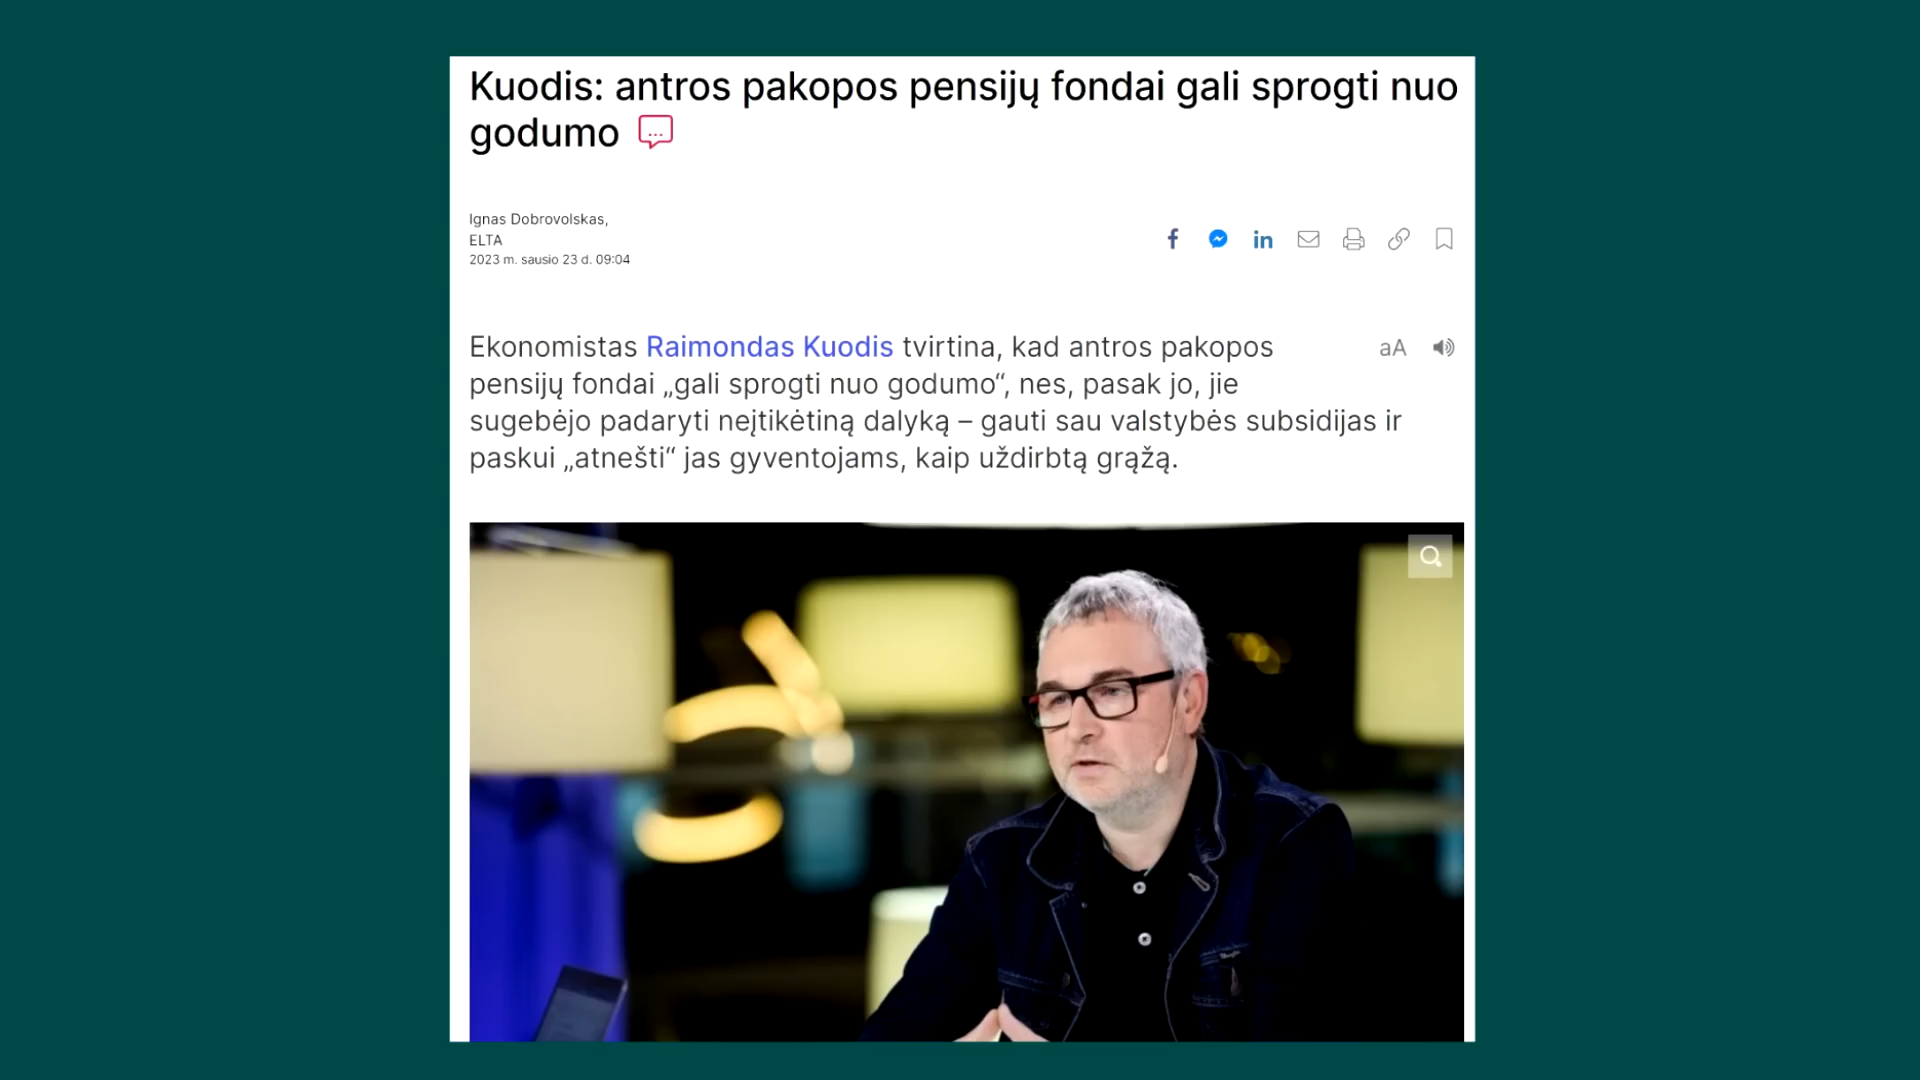 Kuodis: antros pakopos pensijų fondai gali sprogti nuo
godumo
Ignas Dobrovolskas,
ELTA
2023 m. sausio 23 d. 09:04
Ekonomistas Raimondas Kuodis tvirtina, kad antros pakopos
aA
pensijų fondai „gali sprogti nuo godumo“, nes, pasak jo, jie
sugebėjo padaryti neįtikėtiną dalyką – gauti sau valstybės subsidijas ir
paskui „atnešti“ jas gyventojams, kaip uždirbtą grąžą.